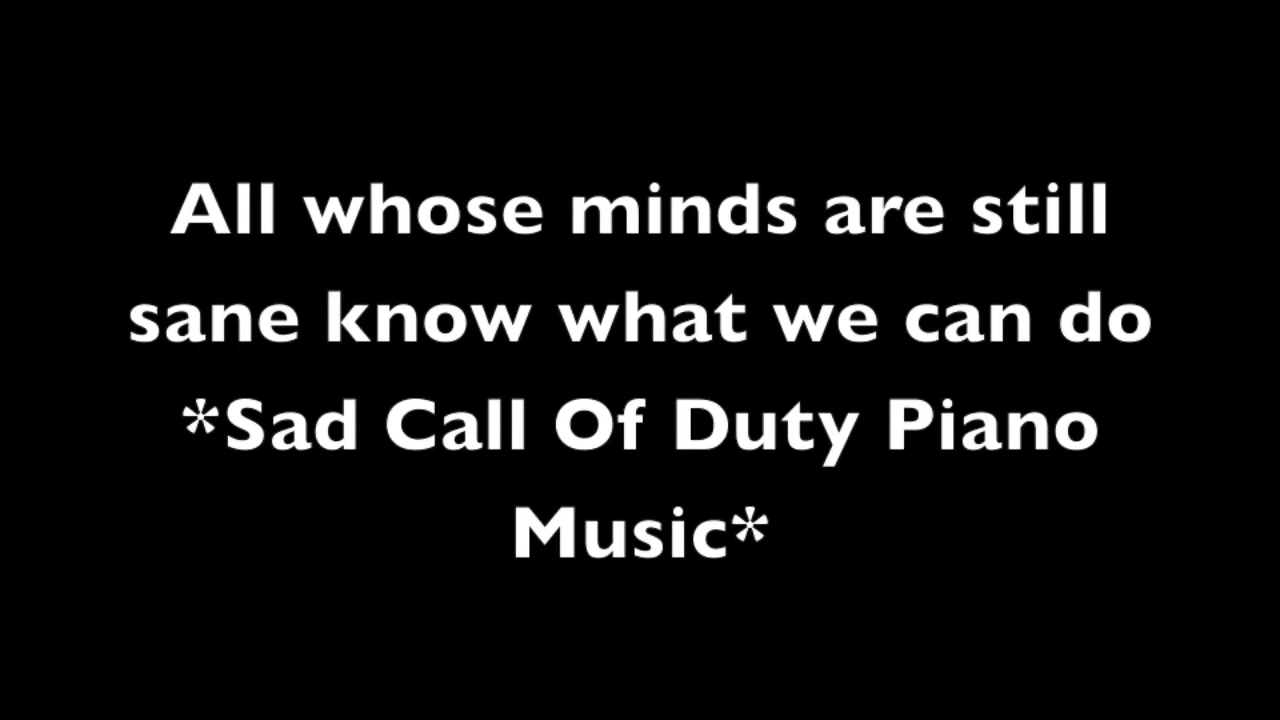 All whose minds are still
sane know what we can do
*Sad Call Of Duty Piano
Music*